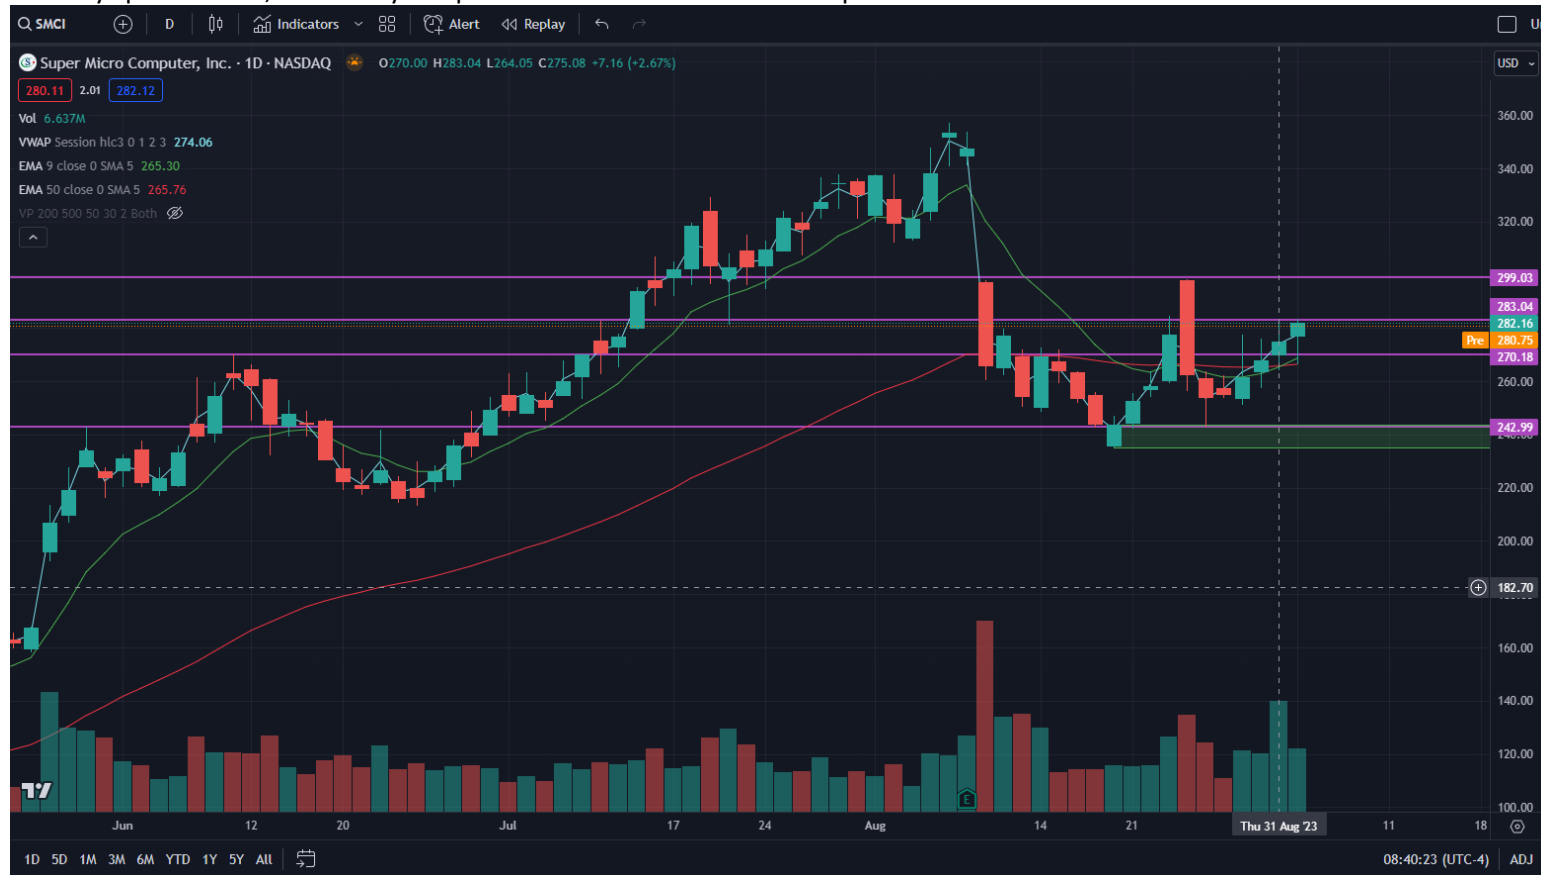 SMCI D Indicators Alert Replay
Super Micro Computer, Inc. · 1D · NASDAQ O270.00 H283.04 L264.05 C275.08 +7.16 (+2.67%)
USD
280.11 2.01 282.12
Vol 6.637M
VWAP Session hlc3 0 1 2 3 274.06
EMA 9 close 0 SMA 5 265.30
EMA 50 close 0 SMA 5 265.76
VP 200 500 50 30 2 Both
360.00
340.00
320.00
299.03
283.04
282.16
Pre 280.75
270.18
260.00
242.99
220.00
200.00
182.70
160.00
140.00
120.00
100.00
E
Jun 12 20 Jul 17 24 Aug 14 21 Thu 31 Aug '23 11 18
1D 5D 1M 3M 6M YTD 1Y 5Y All 08:40:23 (UTC-4) ADJ